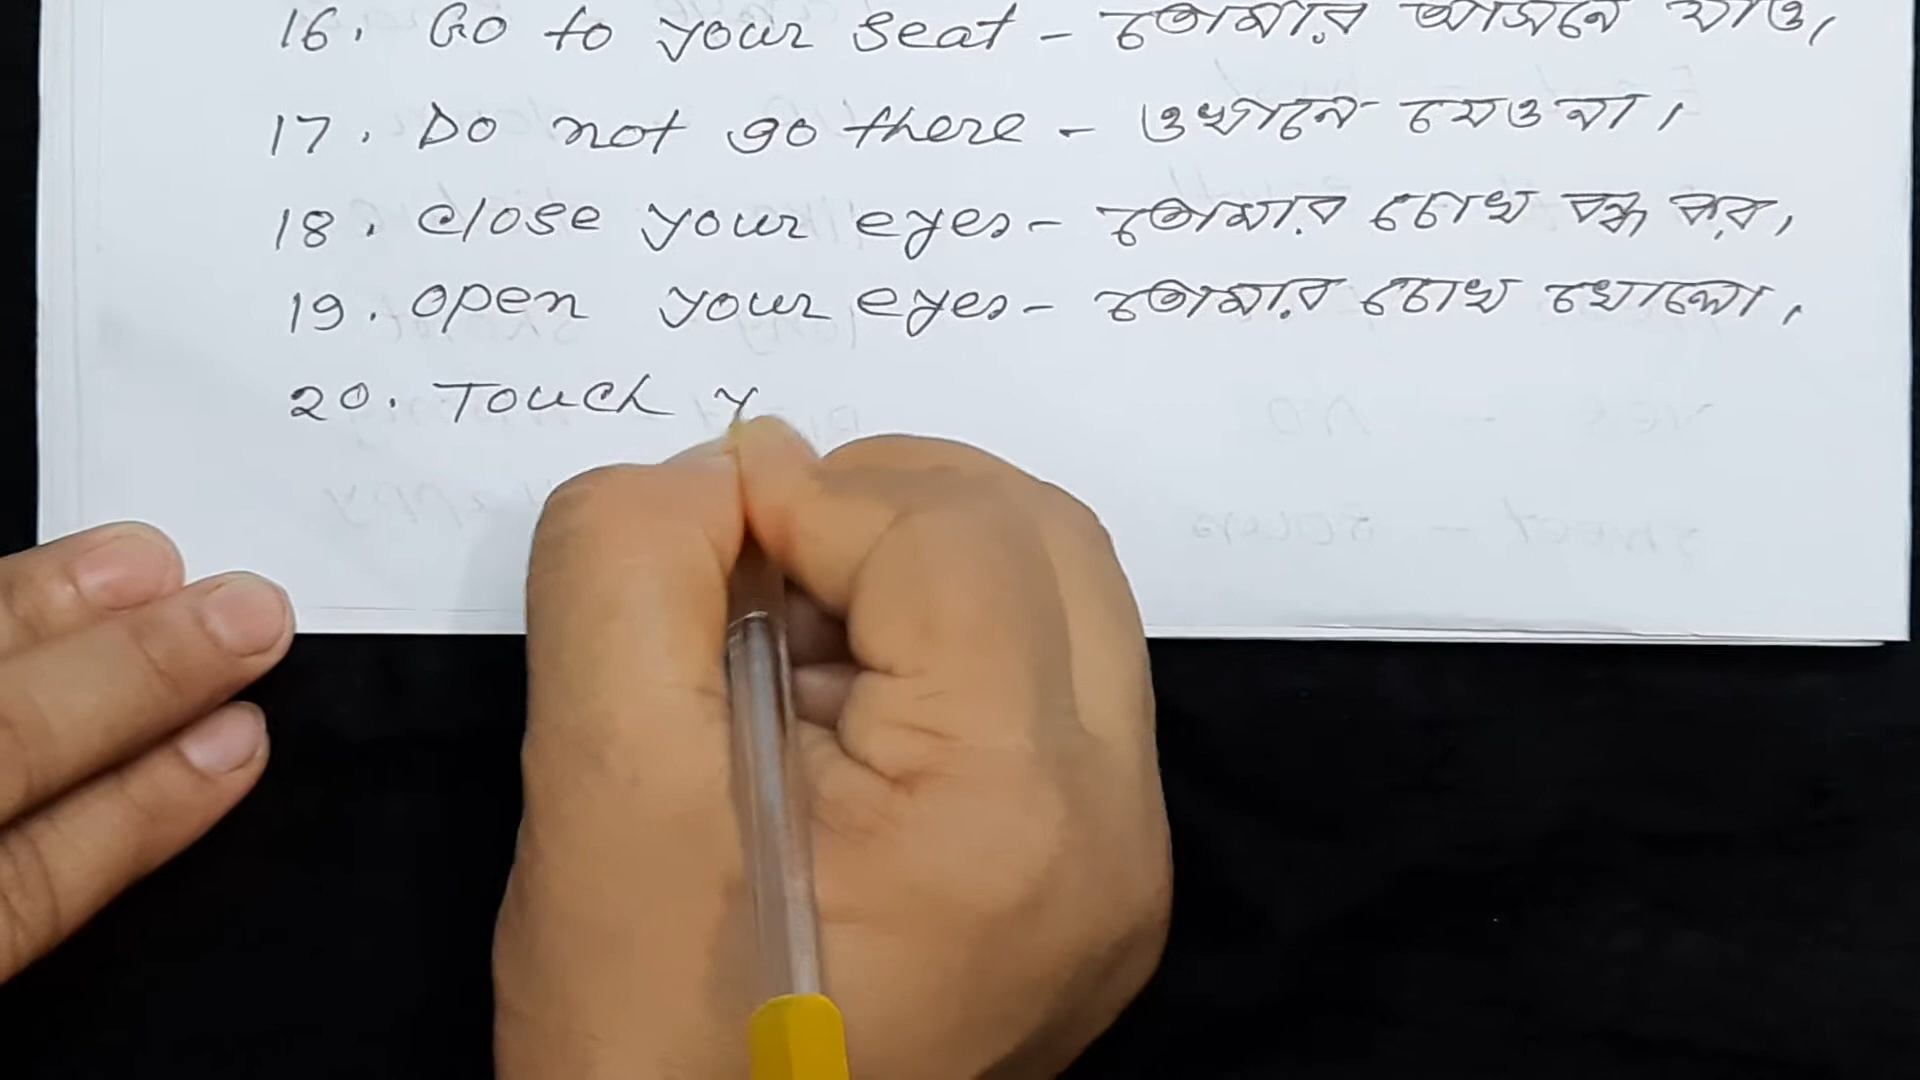 16. Go to your seat - তোমার আসনে যাও।
17. Do not go there - ওখানে যেও না।
18. close your eyes - তোমার চোখ বন্ধ কর।
19. open your eyes - তোমার চোখ খোলো।
20. Touch y